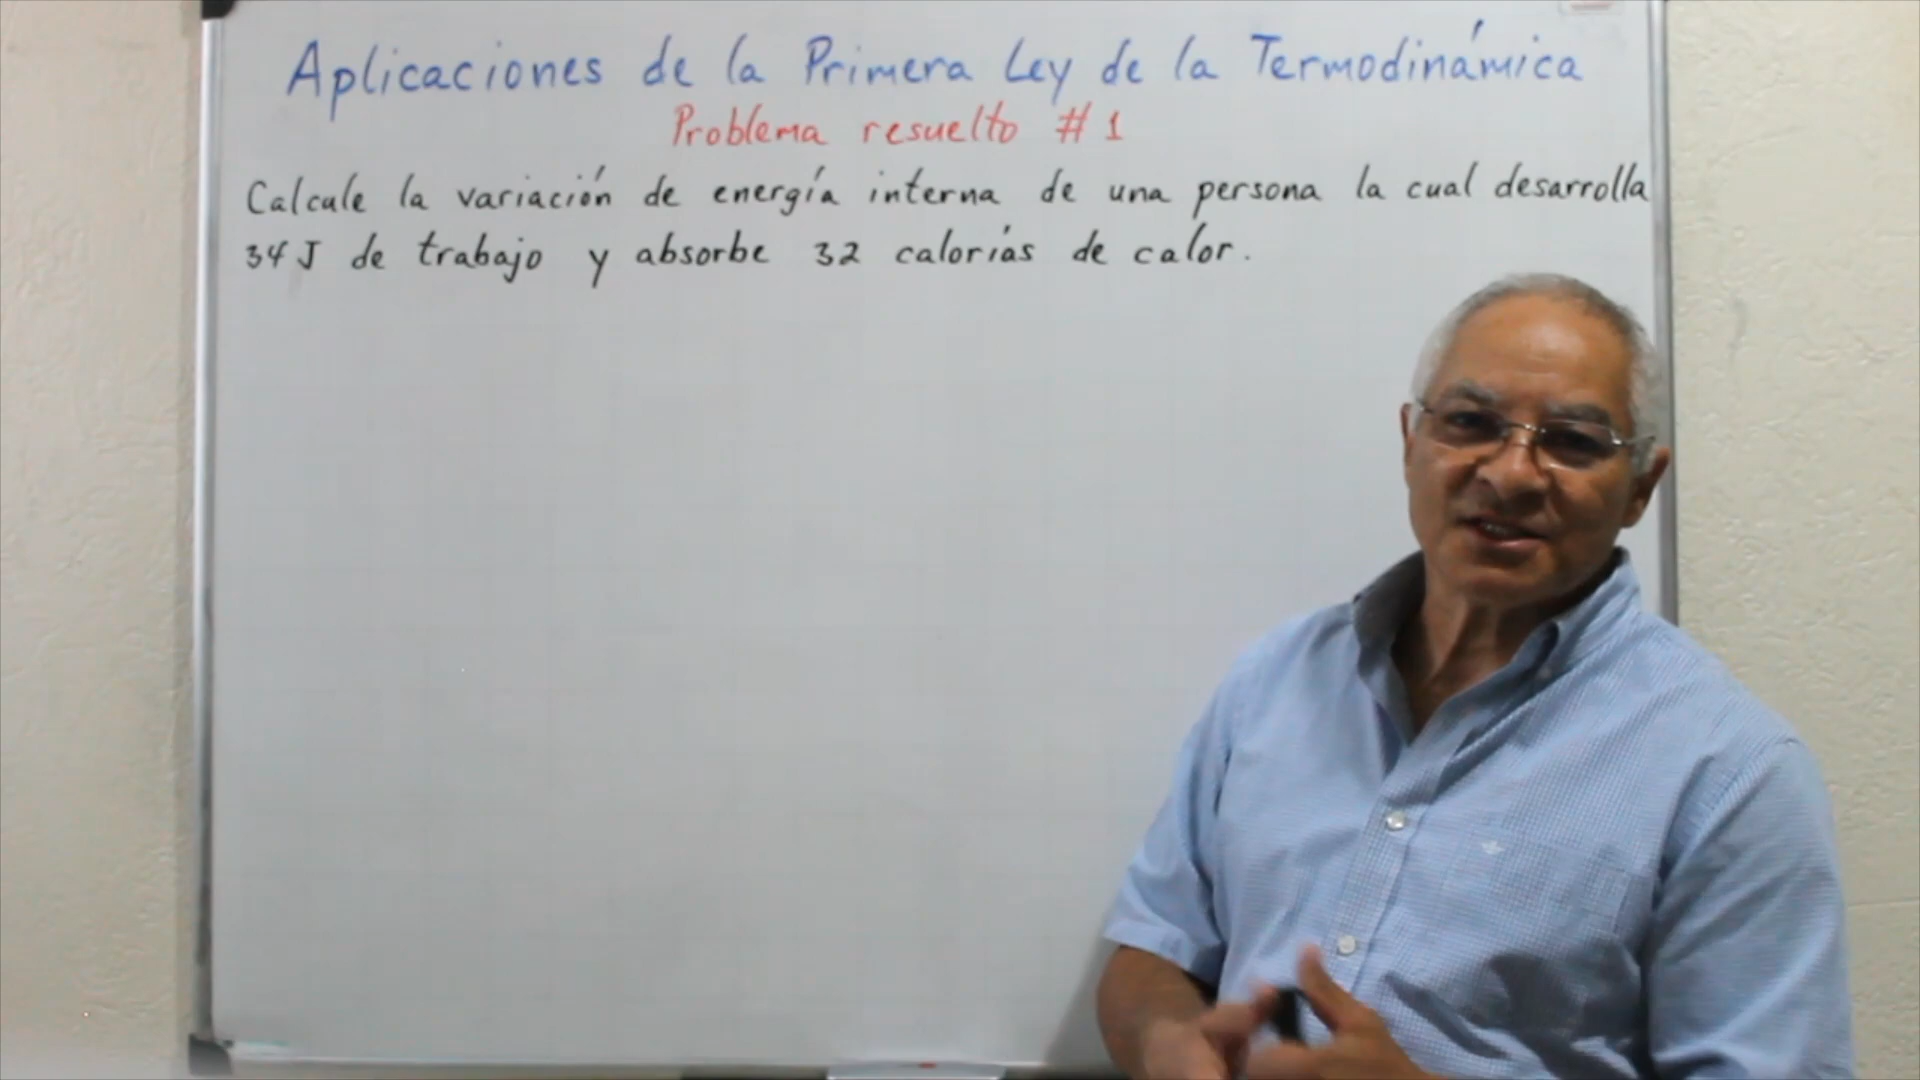 Aplicaciones de la Primera Ley de la Termodinámica
Problema resuelto #1
Calcule la variación de energía interna de una persona la cual desarrolla
34 J de trabajo y absorbe 32 calorías de calor.